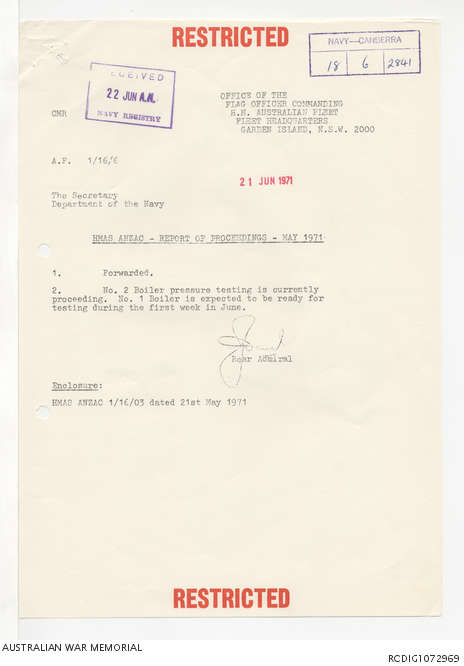 RESTRICTED
NAVY—CANBERRA
18 6 2841
RECEIVED
22 JUN A.M.
NAVY REGISTRY
OFFICE OF THE
FLAG OFFICER COMMANDING
H.M. AUSTRALIAN FLEET
FLEET HEADQUARTERS
GARDEN ISLAND, N.S.W. 2000
CMR
A.F. 1/16/6
21 JUN 1971
The Secretary
Department of the Navy
HMAS ANZAC - REPORT OF PROCEEDINGS - MAY 1971
1. Forwarded.
2. No. 2 Boiler pressure testing is currently
proceeding. No. 1 Boiler is expected to be ready for
testing during the first week in June.
Rear Admiral
Enclosure:
HMAS ANZAC 1/16/03 dated 21st May 1971
RESTRICTED
AUSTRALIAN WAR MEMORIAL
RCDIG1072969